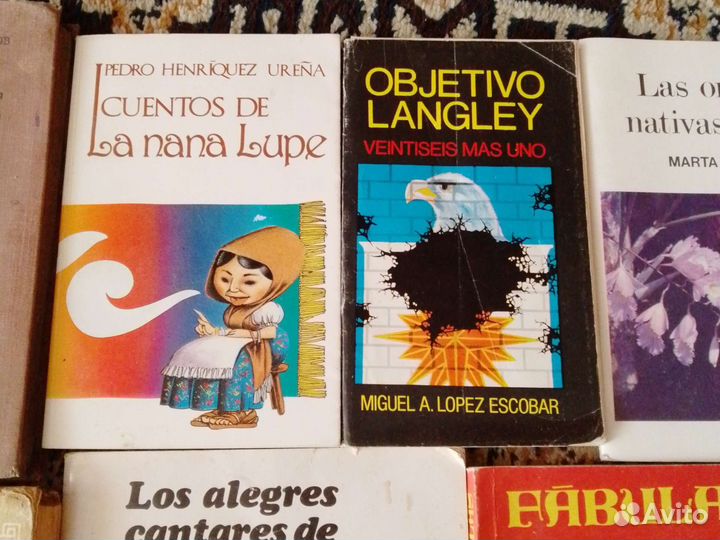 PEDRO HENRÍQUEZ UREÑA
CUENTOS DE
La nana Lupe
OBJETIVO
LANGLEY
VEINTISEIS MAS UNO
MIGUEL A. LOPEZ ESCOBAR
Las
nativas
MARTA
Los alegres
cantares de
FÁBULA
Avito